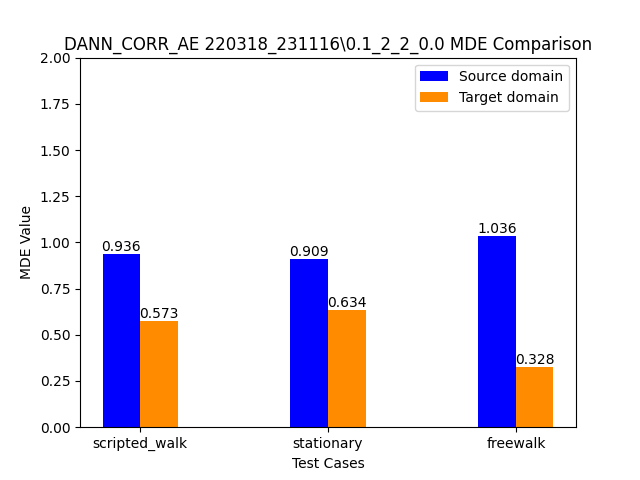 DANN_CORR_AE 220318_231116\0.1_2_2_0.0 MDE Comparison
2.00
1.75
1.50
1.25
1.00
0.75
0.50
0.25
0.00
MDE Value
Source domain
Target domain
0.936
0.573
0.909
0.634
1.036
0.328
scripted_walk
stationary
freewalk
Test Cases